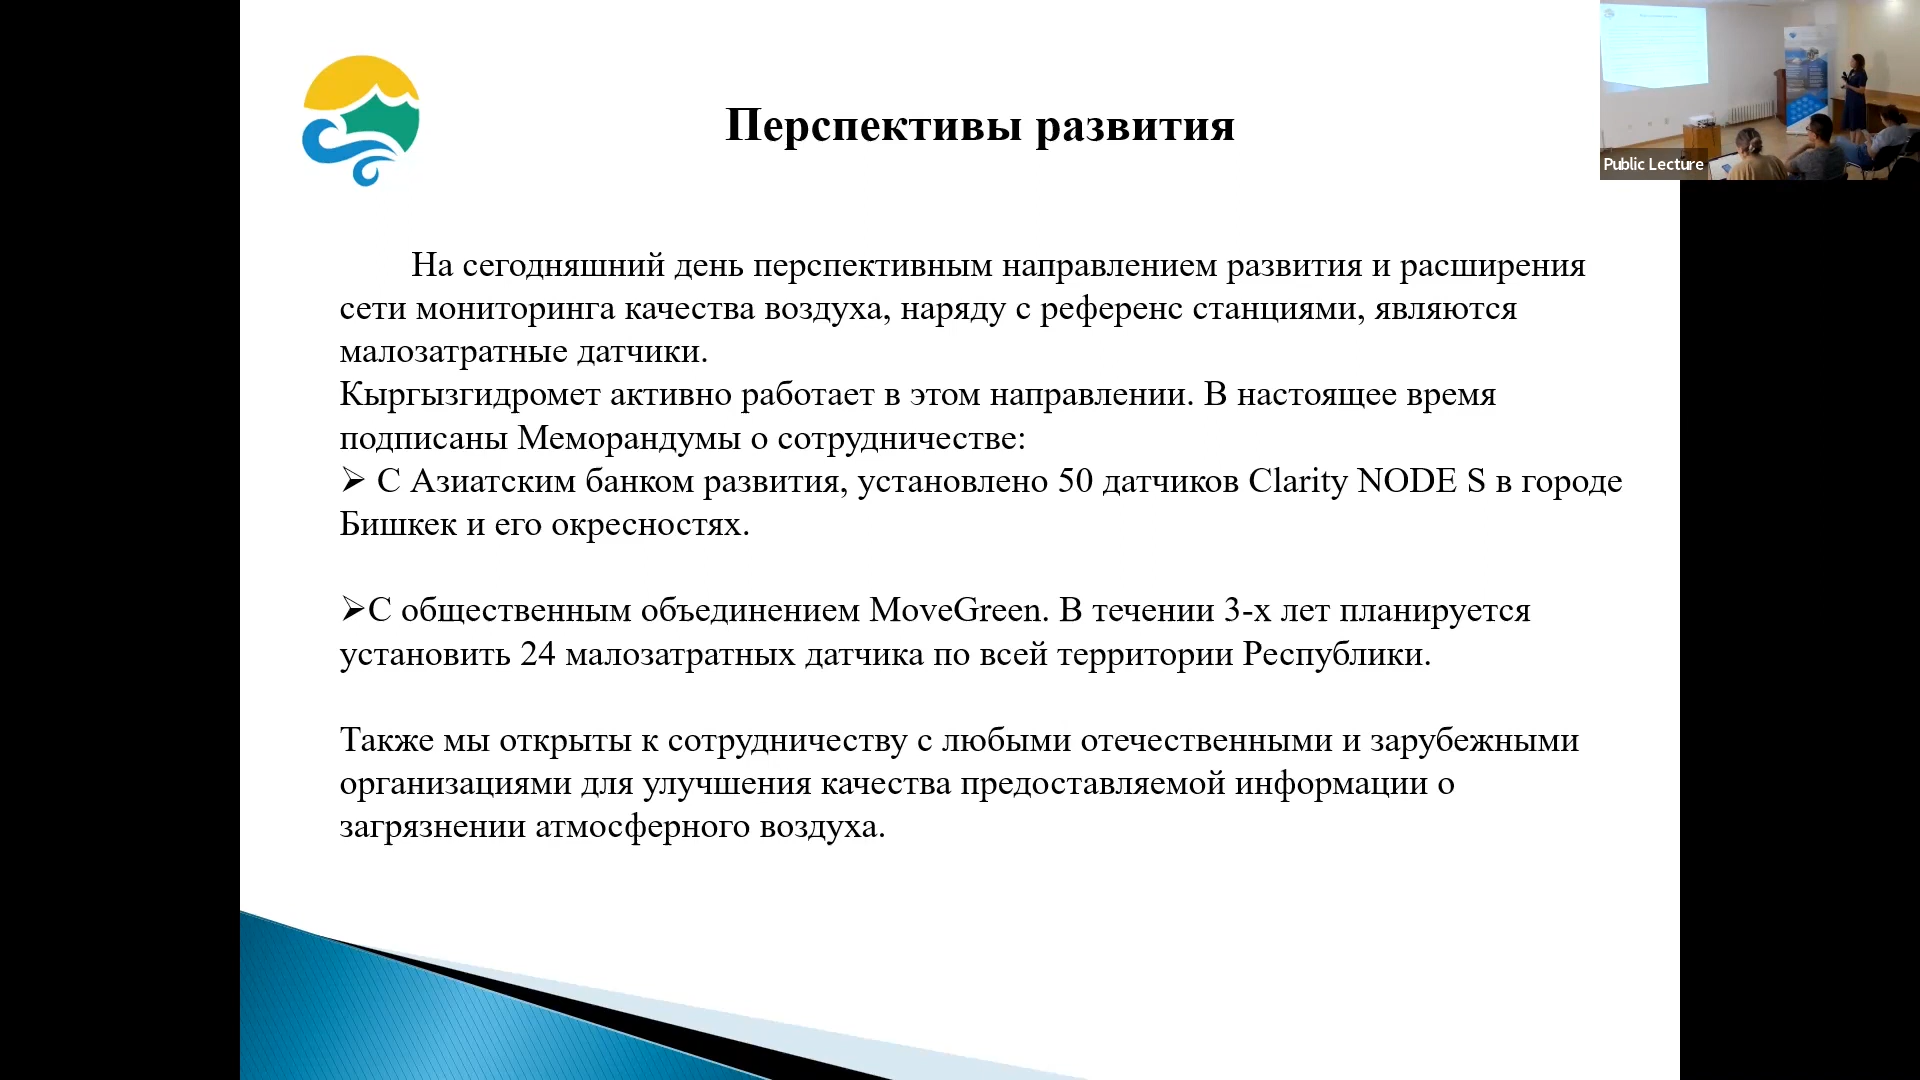 Перспективы развития
Public Lecture
На сегодняшний день перспективным направлением развития и расширения
сети мониторинга качества воздуха, наряду с референс станциями, являются
малозатратные датчики.
Кыргызгидромет активно работает в этом направлении. В настоящее время
подписаны Меморандумы о сотрудничестве:
➢ С Азиатским банком развития, установлено 50 датчиков Clarity NODE S в городе
Бишкек и его окресностях.
➢С общественным объединением MoveGreen. В течении 3-х лет планируется
установить 24 малозатратных датчика по всей территории Республики.
Также мы открыты к сотрудничеству с любыми отечественными и зарубежными
организациями для улучшения качества предоставляемой информации о
загрязнении атмосферного воздуха.